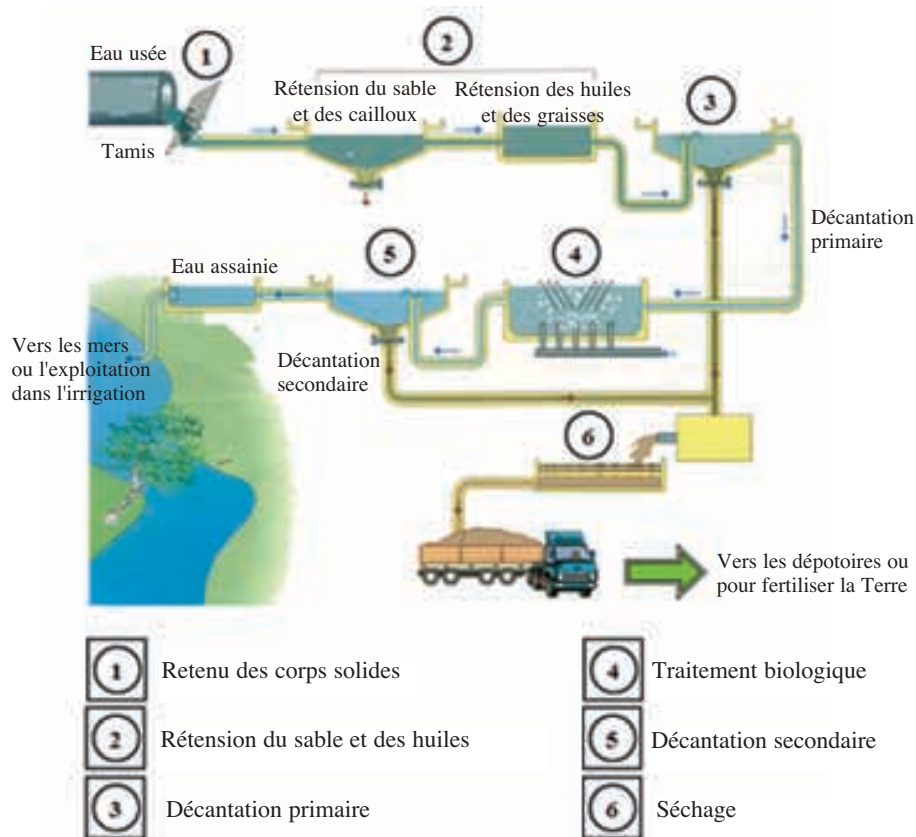 Eau usée
1
2
Rétension du sable
et des cailloux
Rétension des huiles
et des graisses
3
Tamis
Décantation
primaire
Eau assainie
5
4
Vers les mers
ou l'exploitation
dans l'irrigation
Décantation
secondaire
6
Vers les dépotoires ou
pour fertiliser la Terre
1 Retenu des corps solides
4 Traitement biologique
2 Rétension du sable et des huiles
5 Décantation secondaire
3 Décantation primaire
6 Séchage